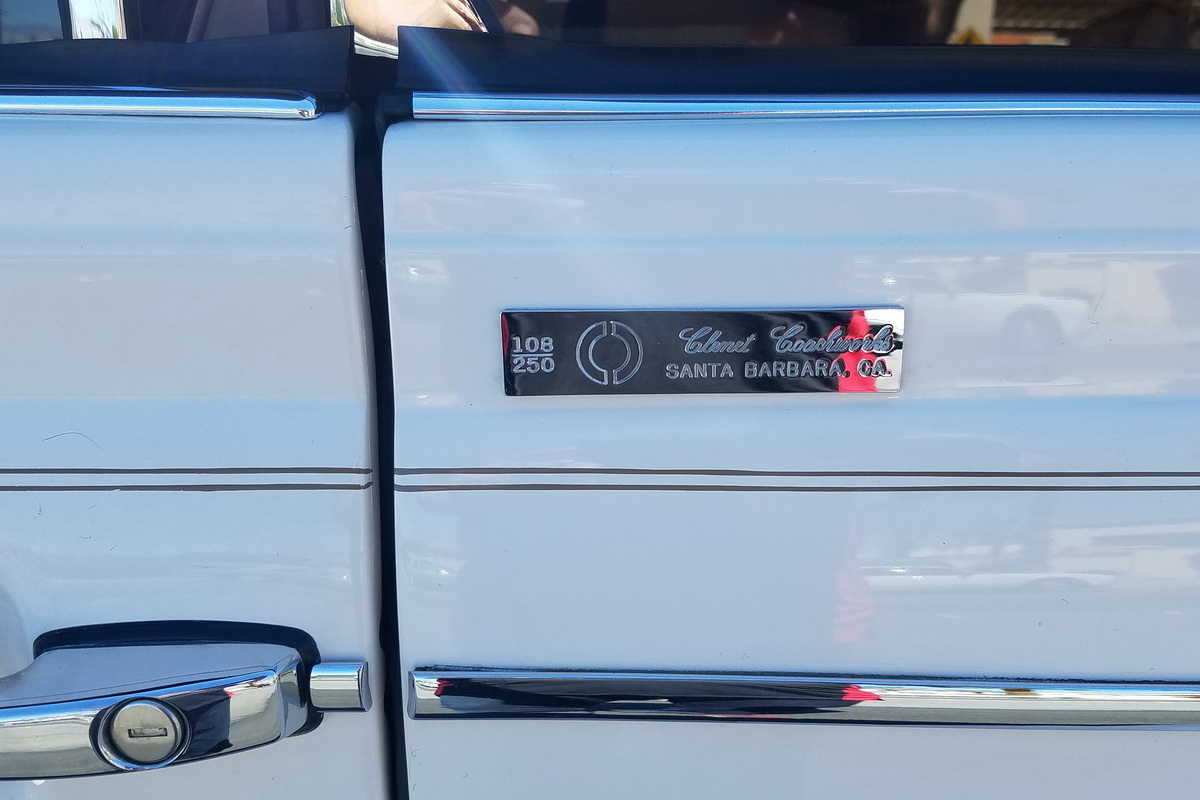 108
250
Clenet Coachworks
SANTA BARBARA, CA.